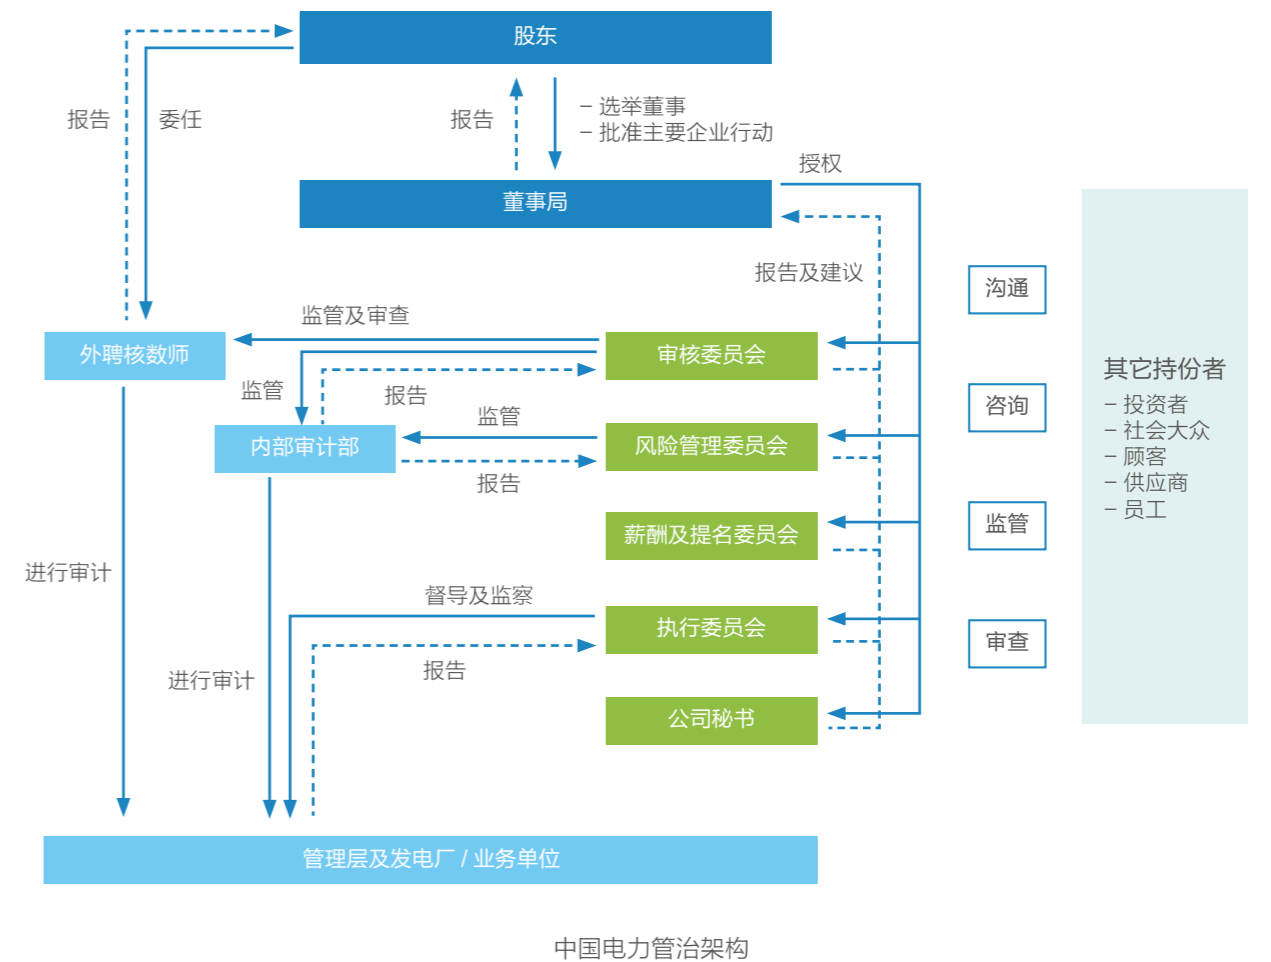 股东
报告
委任
报告
– 选举董事
– 批准主要企业行动
授权
董事局
报告及建议
沟通
监管及审查
外聘核数师
审核委员会
其它持份者
监管
报告
咨询
– 投资者
– 社会大众
– 顾客
– 供应商
– 员工
监管
内部审计部
风险管理委员会
报告
监管
薪酬及提名委员会
进行审计
督导及监察
执行委员会
审查
报告
进行审计
公司秘书
管理层及发电厂 / 业务单位
中国电力管治架构